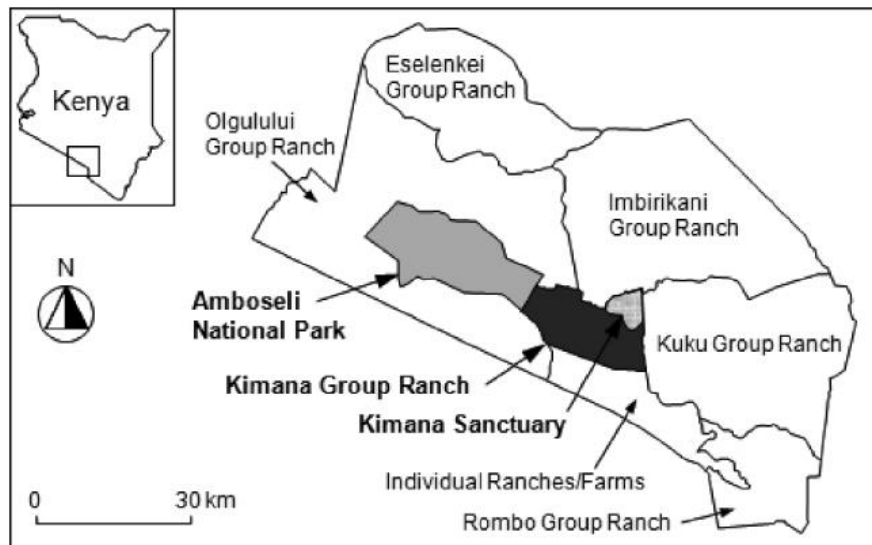 Kenya
Eselenkei
Group Ranch
Olgulului
Group Ranch
Imbirikani
Group Ranch
N
Amboseli
National Park
Kuku Group Ranch
Kimana Group Ranch
Kimana Sanctuary
Individual Ranches/Farms
0 30 km
Rombo Group Ranch